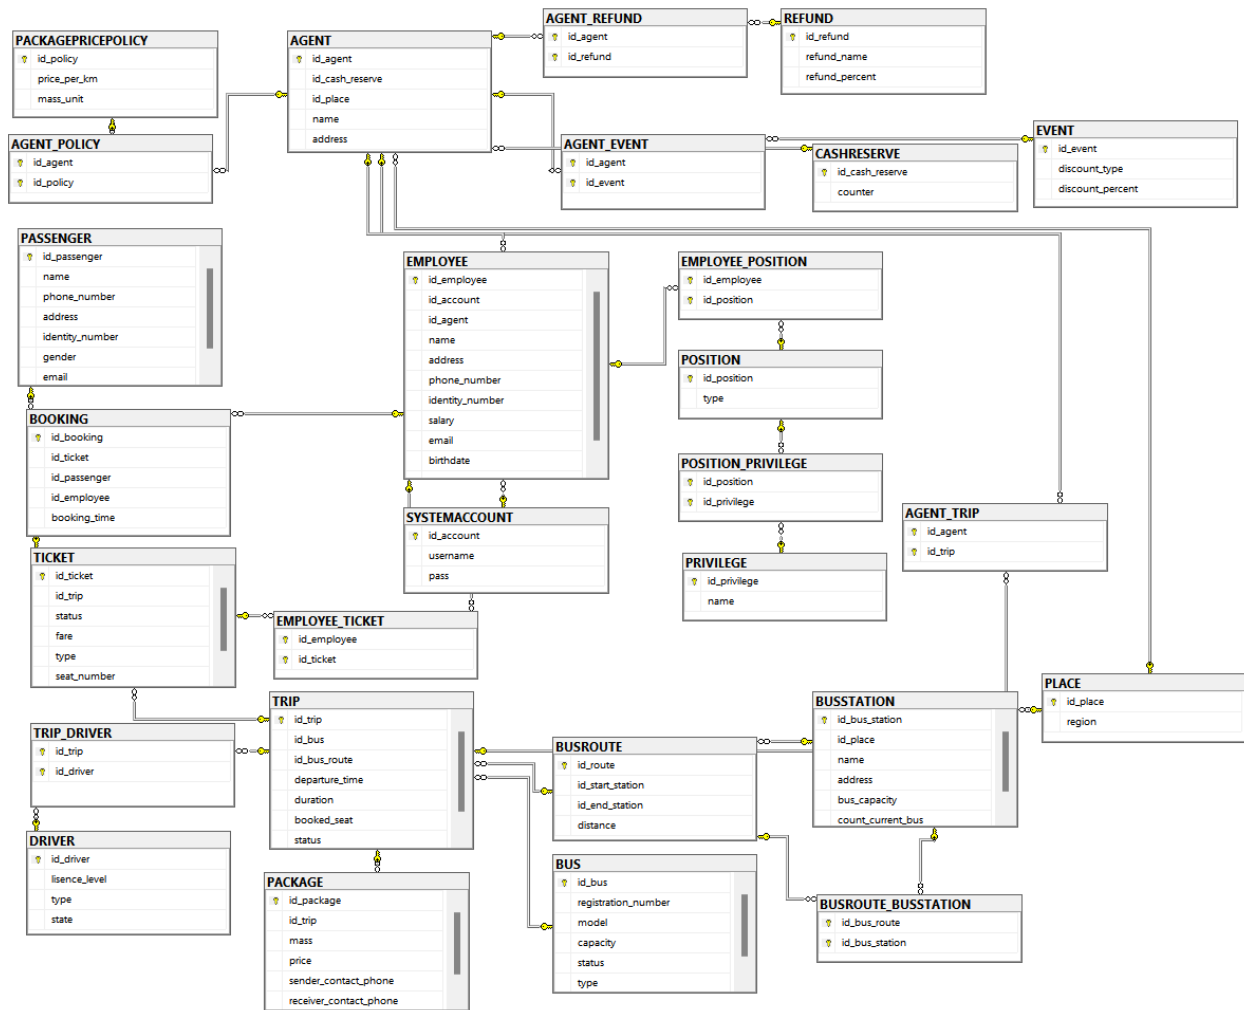 AGENT_REFUND
id_agent
id_refund
REFUND
id_refund
refund_name
refund_percent
PACKAGEPRICEPOLICY
id_policy
price_per_km
mass_unit
AGENT
id_agent
id_cash_reserve
id_place
name
address
AGENT_POLICY
id_agent
id_policy
AGENT_EVENT
id_agent
id_event
CASHRESERVE
id_cash_reserve
counter
EVENT
id_event
discount_type
discount_percent
PASSENGER
id_passenger
name
phone_number
address
identity_number
gender
email
EMPLOYEE
id_employee
id_account
id_agent
name
address
phone_number
identity_number
salary
email
birthdate
EMPLOYEE_POSITION
id_employee
id_position
POSITION
id_position
type
BOOKING
id_booking
id_ticket
id_passenger
id_employee
booking_time
POSITION_PRIVILEGE
id_position
id_privilege
SYSTEMACCOUNT
id_account
username
pass
AGENT_TRIP
id_agent
id_trip
PRIVILEGE
id_privilege
name
TICKET
id_ticket
id_trip
status
fare
type
seat_number
EMPLOYEE_TICKET
id_employee
id_ticket
PLACE
id_place
region
TRIP
id_trip
id_bus
id_bus_route
departure_time
duration
booked_seat
status
BUSSTATION
id_bus_station
id_place
name
address
bus_capacity
count_current_bus
TRIP_DRIVER
id_trip
id_driver
BUSROUTE
id_route
id_start_station
id_end_station
distance
DRIVER
id_driver
lisence_level
type
state
BUS
id_bus
registration_number
model
capacity
status
type
PACKAGE
id_package
id_trip
mass
price
sender_contact_phone
receiver_contact_phone
BUSROUTE_BUSSTATION
id_bus_route
id_bus_station